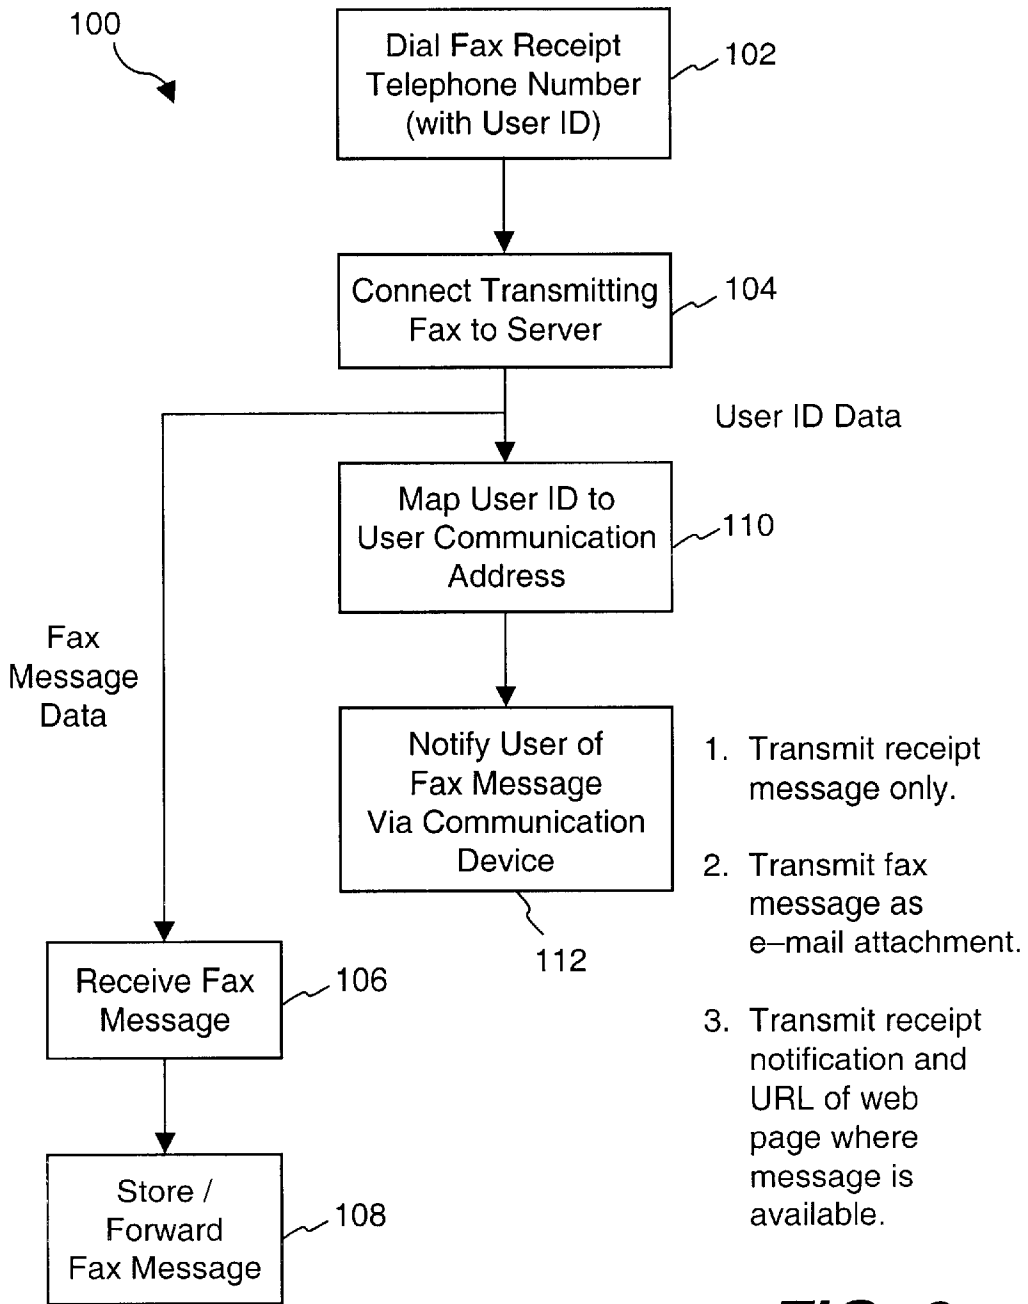 100
Dial Fax Receipt
Telephone Number
(with User ID)
102
Connect Transmitting
Fax to Server
104
User ID Data
Map User ID to
User Communication
Address
110
Fax
Message
Data
Notify User of
Fax Message
Via Communication
Device
112
1. Transmit receipt
message only.
2. Transmit fax
message as
e–mail attachment.
3. Transmit receipt
notification and
URL of web
page where
message is
available.
Receive Fax
Message
106
Store /
Forward
Fax Message
108